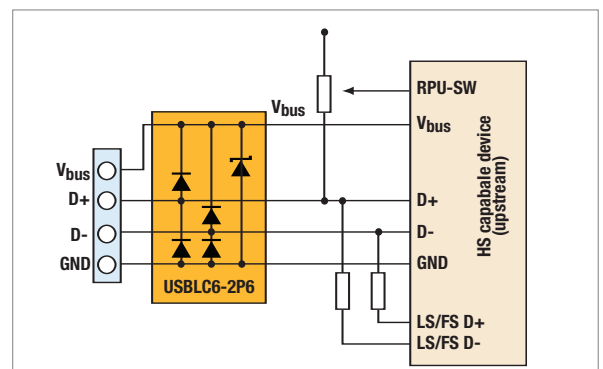 RPU-SW
Vbus
Vbus
Vbus
D+
D+
D-
D-
GND
GND
USBLC6-2P6
HS capabale device
(upstream)
LS/FS D+
LS/FS D-